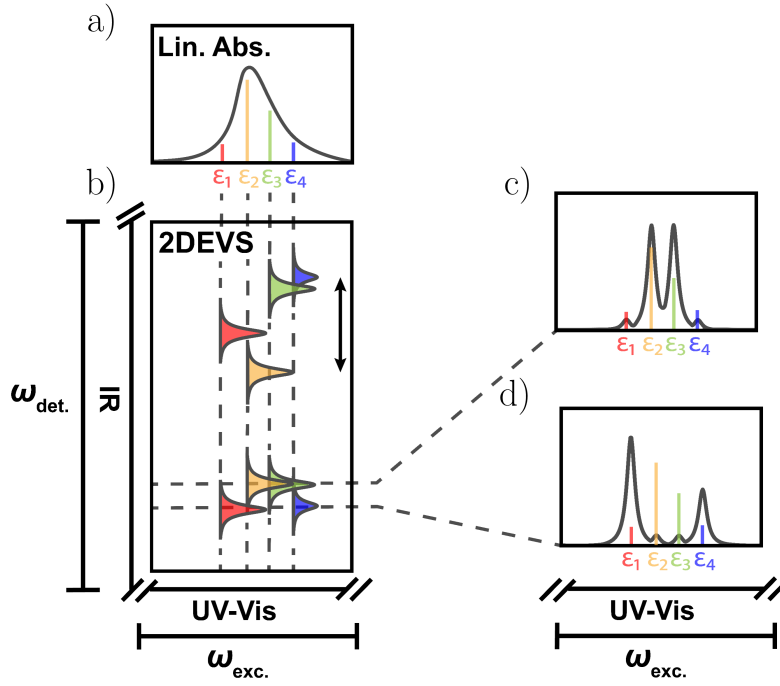 a)
Lin. Abs.
ε1 ε2 ε3 ε4
b)
2DEVS
ωdet.
IR
UV-Vis
ωexc.
c)
ε1 ε2 ε3 ε4
d)
ε1 ε2 ε3 ε4
UV-Vis
ωexc.